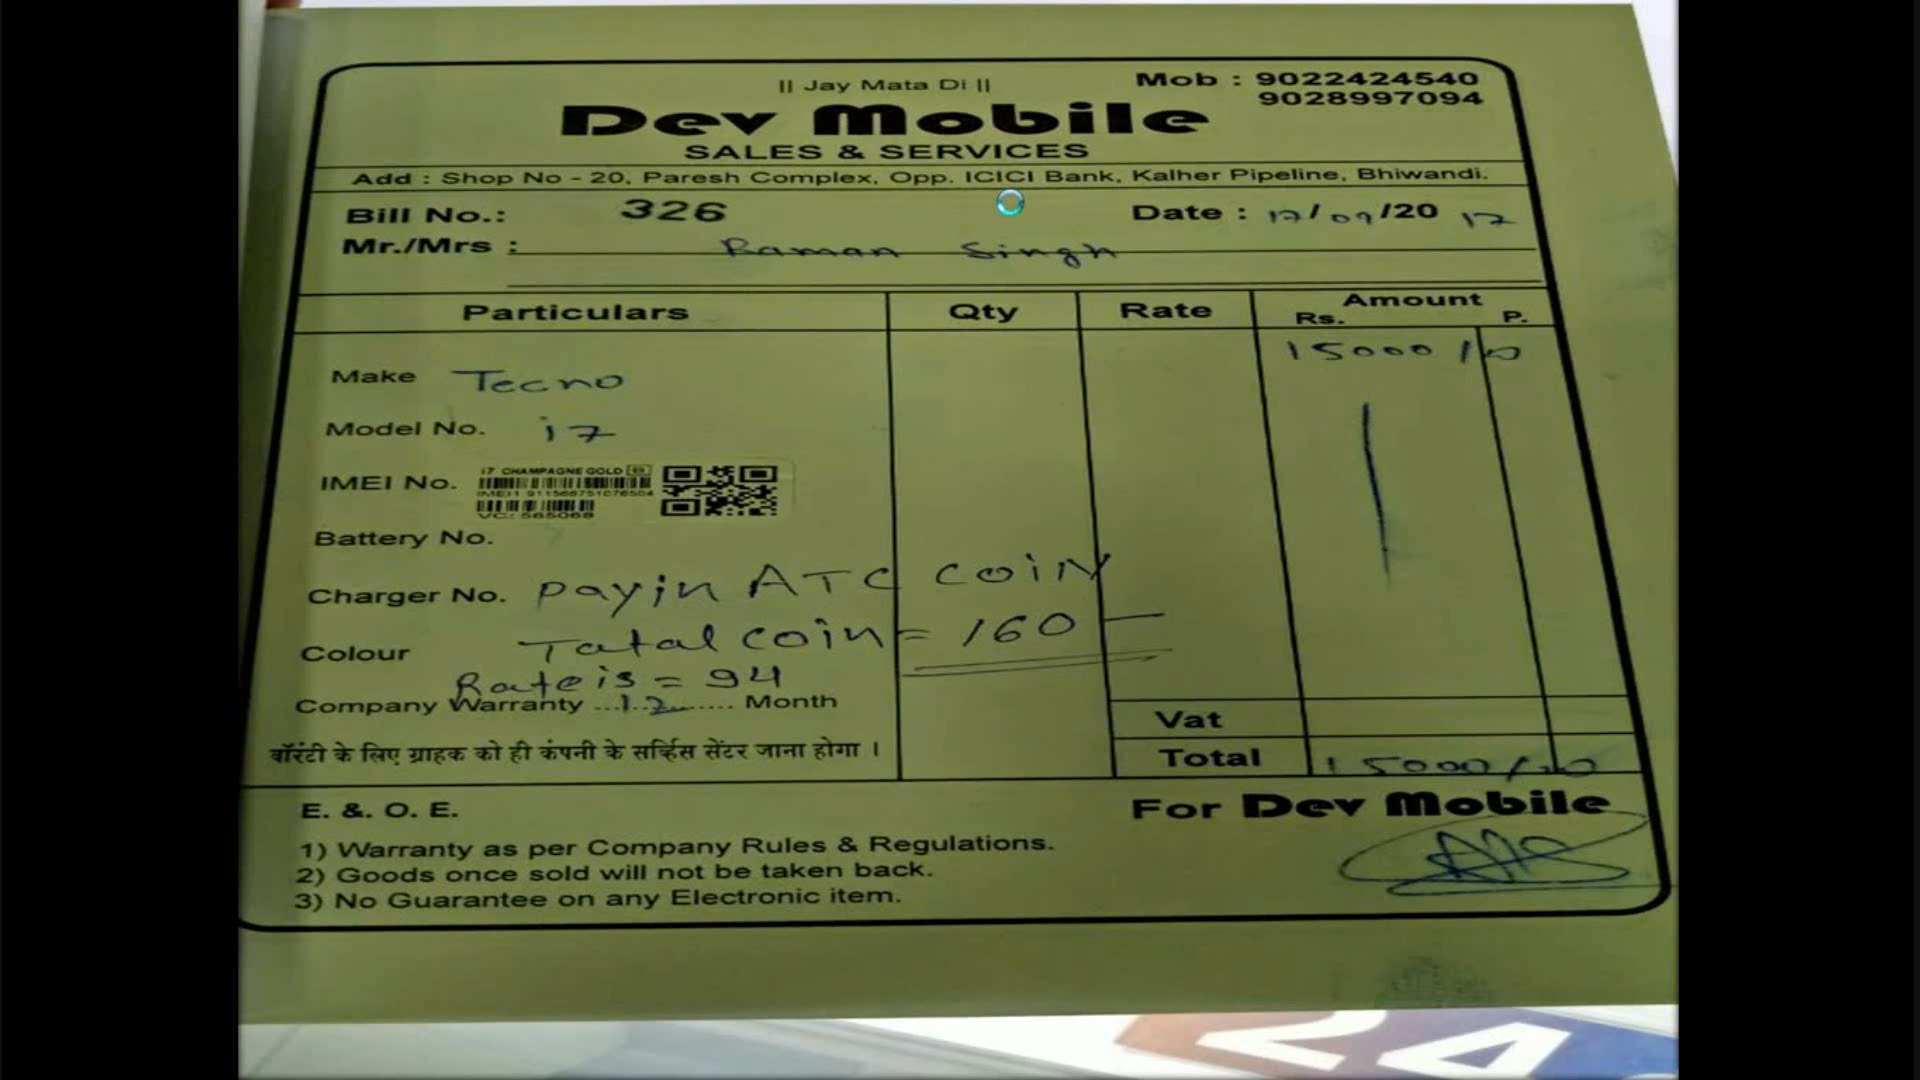 || Jay Mata Di ||
Mob : 9022424540
9028997094
Dev Mobile
SALES & SERVICES
Add : Shop No - 20, Paresh Complex, Opp. ICICI Bank, Kalher Pipeline, Bhiwandi.
Bill No.: 326 Date : 17/09/20 17
Mr./Mrs : Raman Singh
Particulars Qty Rate Amount
Rs. P.
15000/00
Make Tecno
Model No. i7
IMEI No. i7 CHAMPAGNE GOLD
IMEI1 911568751076504
VC: 565068
Battery No.
Charger No. Payin ATC COIN
Colour Tatal coin = 160 —
Rate is = 94
Company Warranty ...12...... Month
Vat
वॉरंटी के लिए ग्राहक को ही कंपनी के सर्व्हिस सेंटर जाना होगा ।
Total 15000/00
E. &. O. E.
For Dev Mobile
1) Warranty as per Company Rules & Regulations.
2) Goods once sold will not be taken back.
3) No Guarantee on any Electronic item.
24